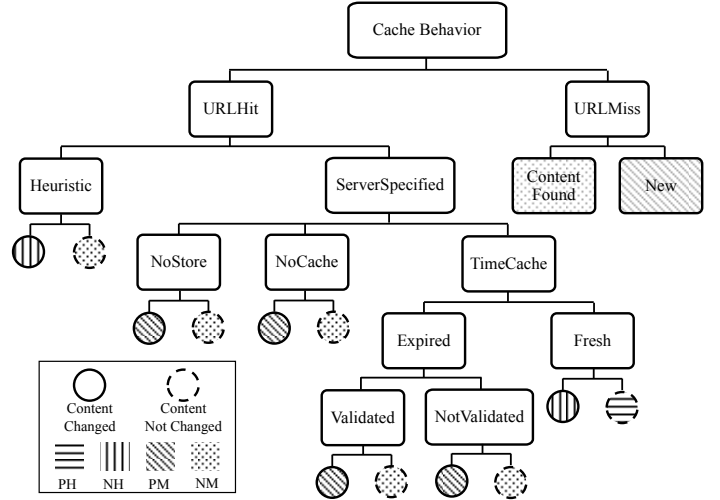 Cache Behavior
URLHit
URLMiss
Heuristic
ServerSpecified
Content
Found
New
NoStore
NoCache
TimeCache
Expired
Fresh
Validated
NotValidated
Content
Changed
Content
Not Changed
PH
NH
PM
NM